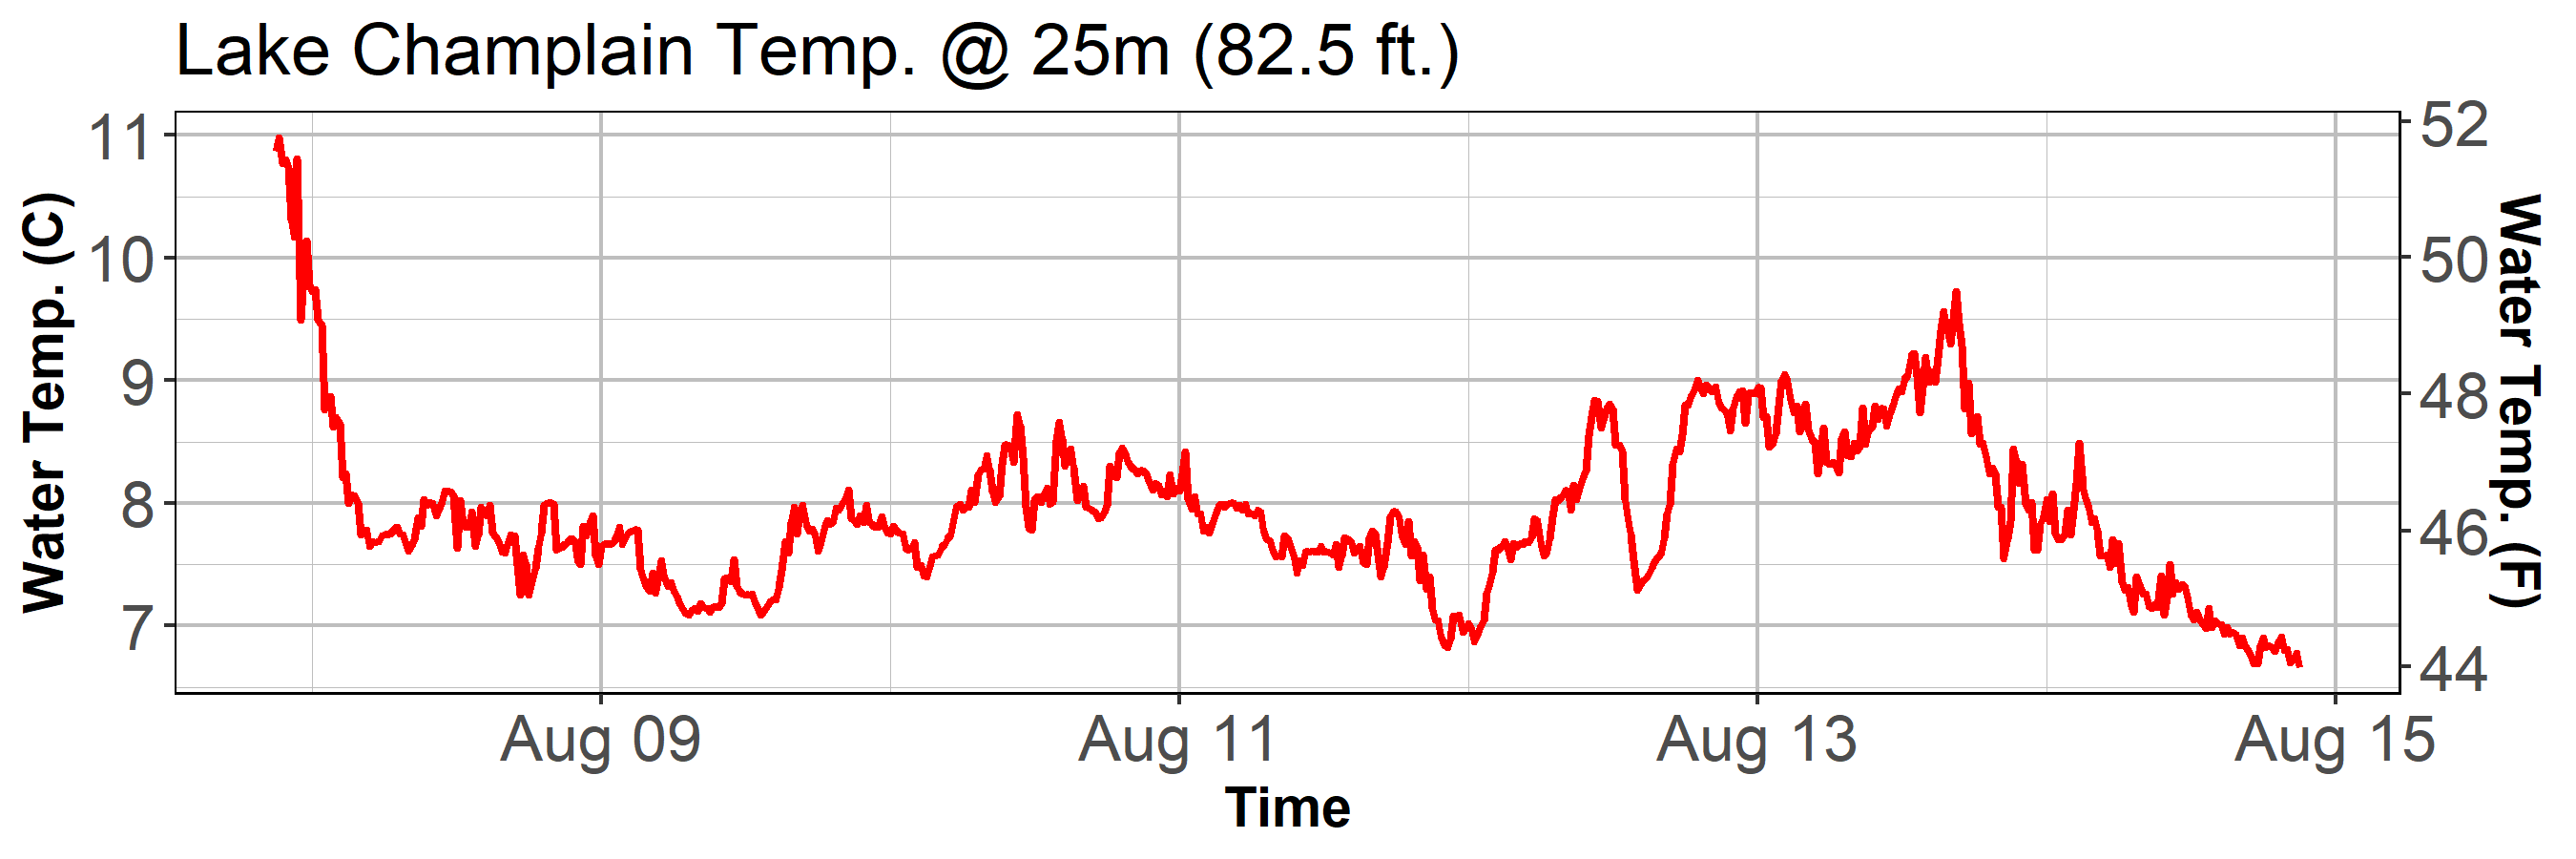 Lake Champlain Temp. @ 25m (82.5 ft.)
Water Temp. (C)
11
10
9
8
7
52
50
48
46
44
Water Temp. (F)
Aug 09 Aug 11 Aug 13 Aug 15
Time